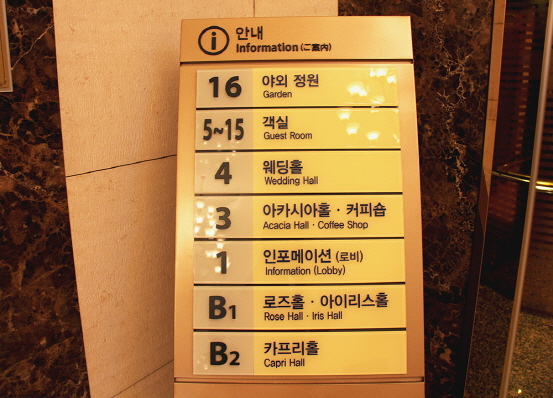 i 안내
Information (ご案内)
16 야외 정원
Garden
5~15 객실
Guest Room
4 웨딩홀
Wedding Hall
3 아카시아홀 · 커피숍
Acacia Hall · Coffee Shop
1 인포메이션 (로비)
Information (Lobby)
B1 로즈홀 · 아이리스홀
Rose Hall · Iris Hall
B2 카프리홀
Capri Hall